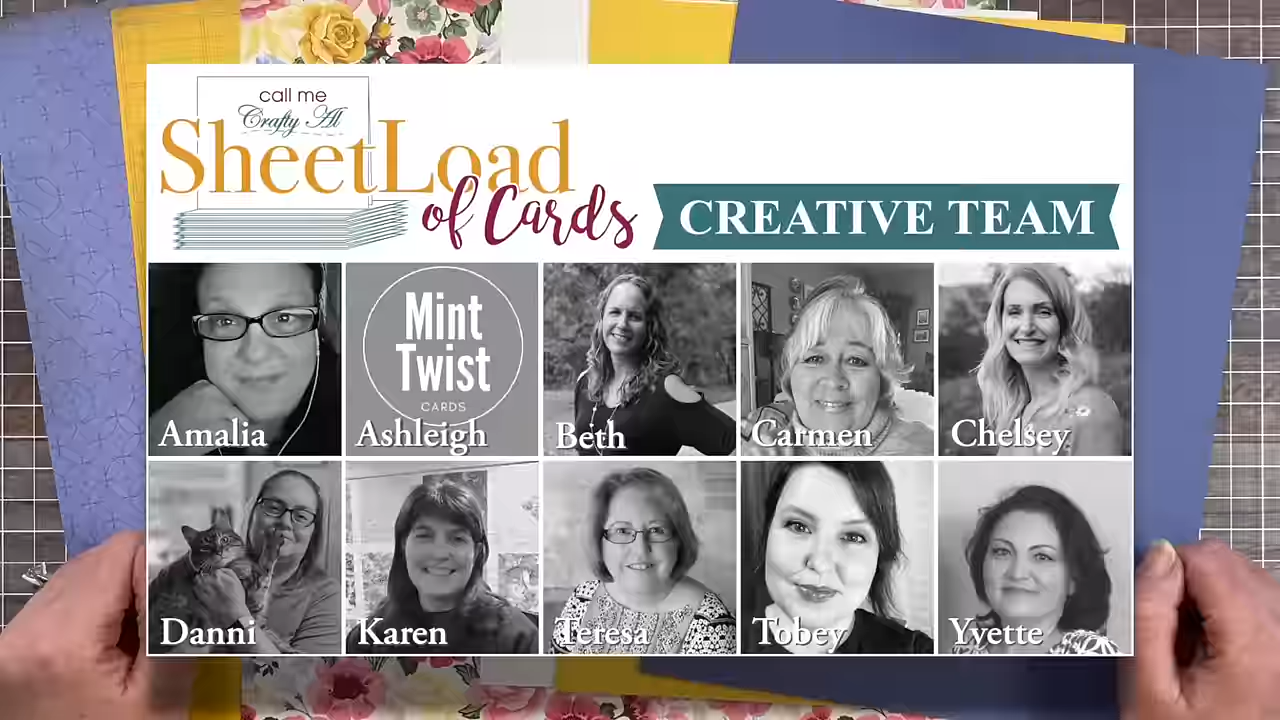 call me
Crafty Al
SheetLoad
of Cards
CREATIVE TEAM
Mint
Twist
CARDS
Amalia
Ashleigh
Beth
Carmen
Chelsey
Danni
Karen
Teresa
Tobey
Yvette